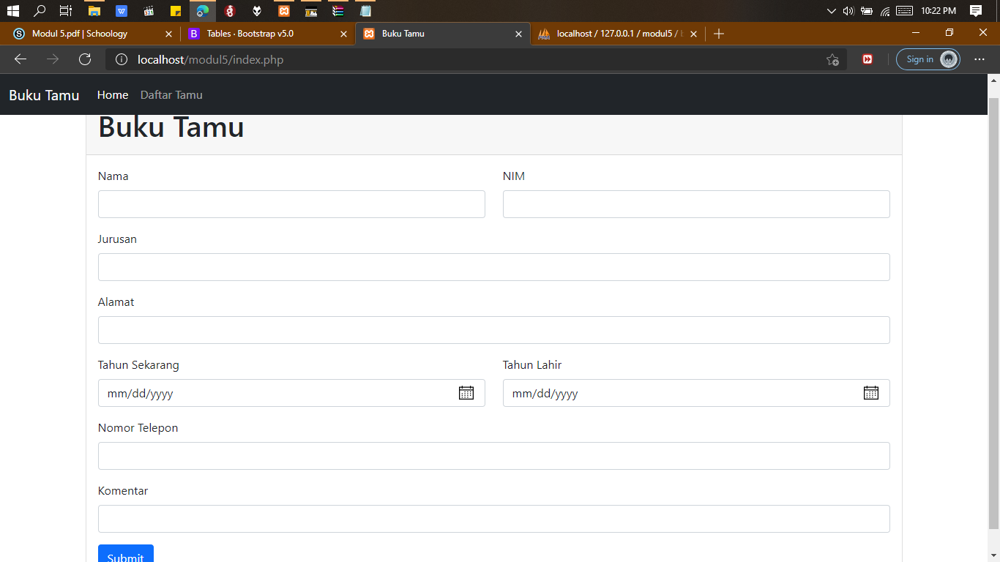 10:22 PM
Modul 5.pdf | Schoology
Tables · Bootstrap v5.0
Buku Tamu
localhost / 127.0.0.1 / modul5 /
localhost/modul5/index.php
Sign in
Buku Tamu Home Daftar Tamu
Buku Tamu
Nama NIM
Jurusan
Alamat
Tahun Sekarang Tahun Lahir
mm/dd/yyyy mm/dd/yyyy
Nomor Telepon
Komentar
Submit